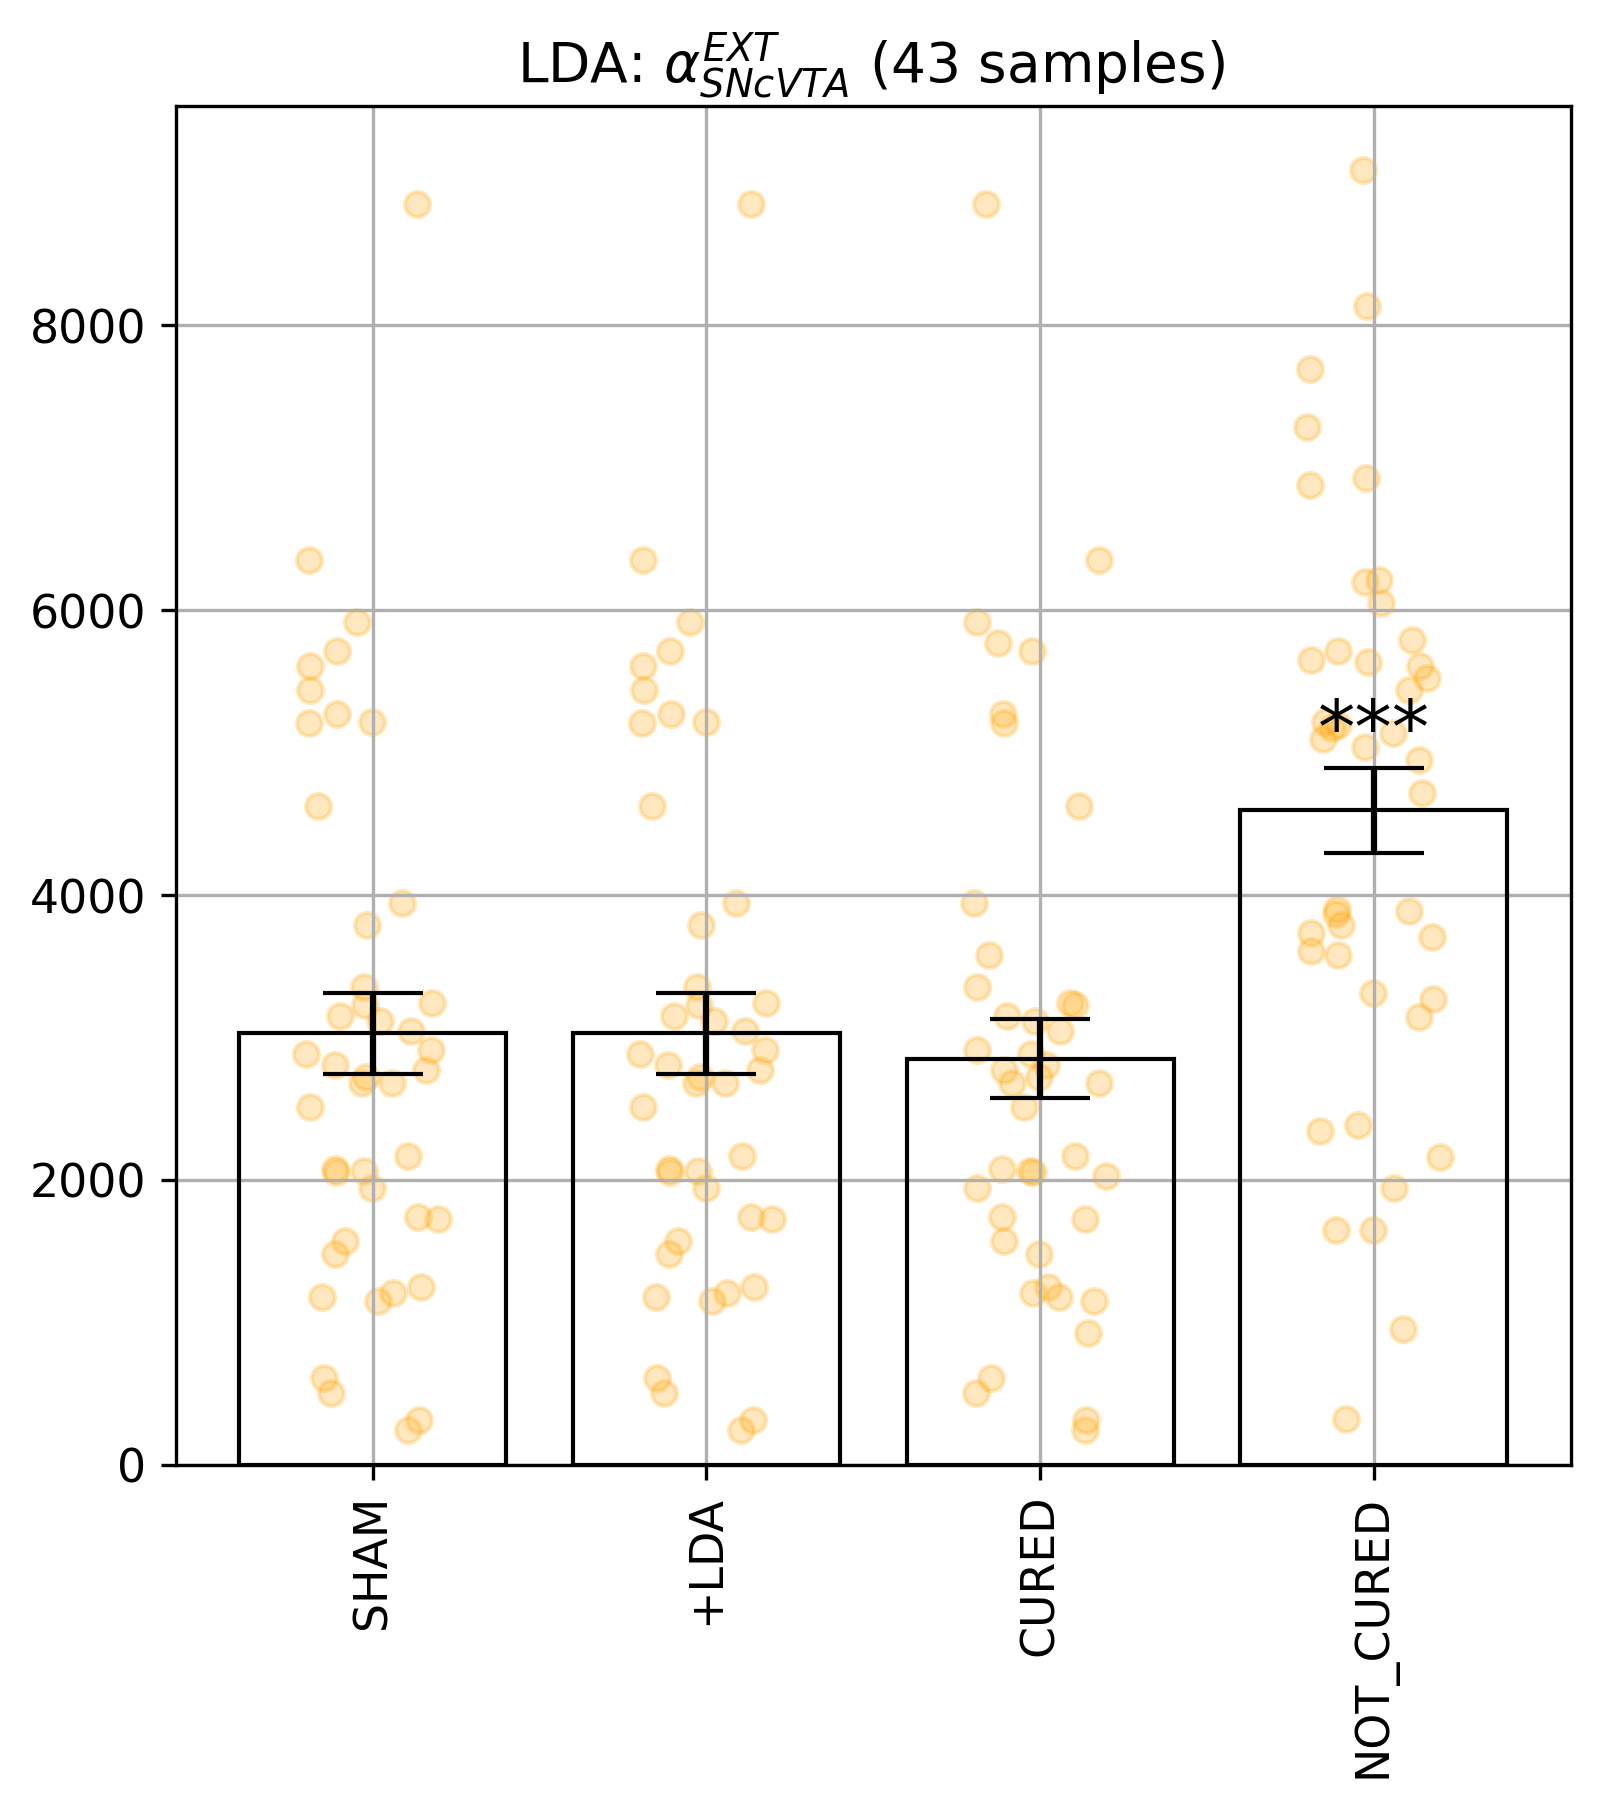 LDA: α^{EXT}_{SNcVTA} (43 samples)
8000
6000
4000
2000
0
***
SHAM
+LDA
CURED
NOT_CURED